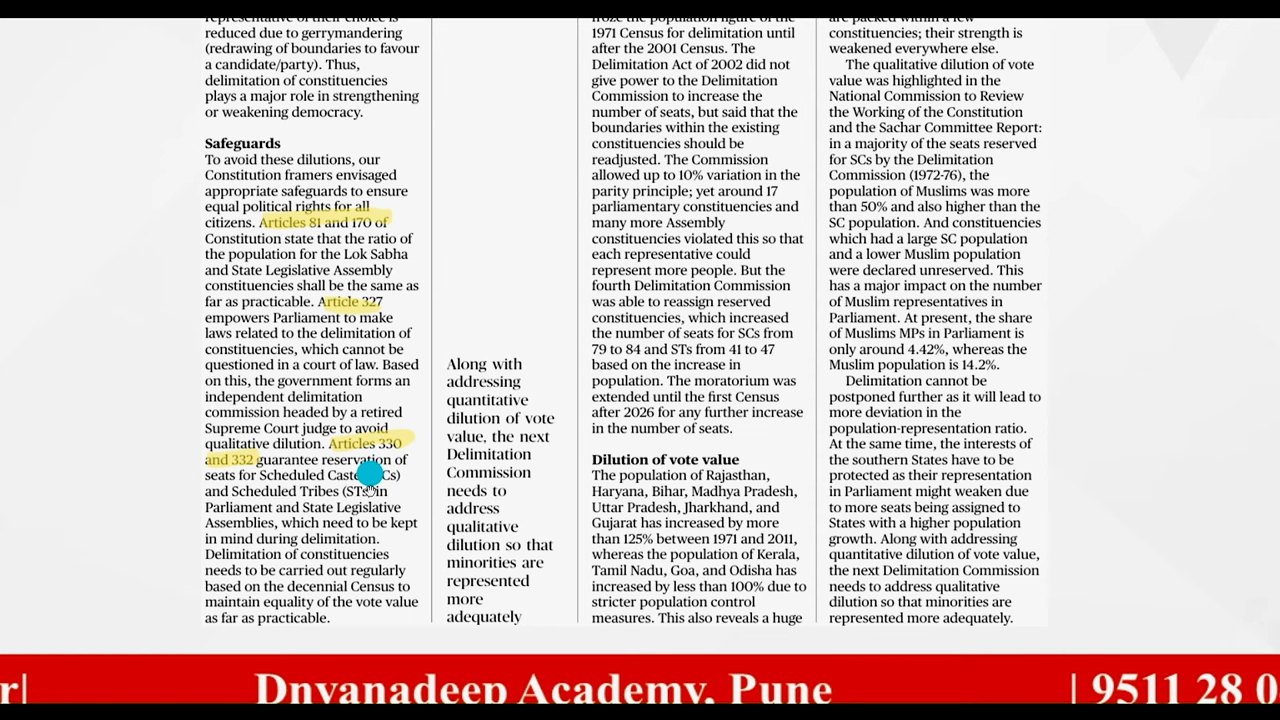 representative of their choice is
reduced due to gerrymandering
(redrawing of boundaries to favour
a candidate/party). Thus,
delimitation of constituencies
plays a major role in strengthening
or weakening democracy.
Safeguards
To avoid these dilutions, our
Constitution framers envisaged
appropriate safeguards to ensure
equal political rights for all
citizens. Articles 81 and 170 of
Constitution state that the ratio of
the population for the Lok Sabha
and State Legislative Assembly
constituencies shall be the same as
far as practicable. Article 327
empowers Parliament to make
laws related to the delimitation of
constituencies, which cannot be
questioned in a court of law. Based
on this, the government forms an
independent delimitation
commission headed by a retired
Supreme Court judge to avoid
qualitative dilution. Articles 330
and 332 guarantee reservation of
seats for Scheduled Castes (SCs)
and Scheduled Tribes (STs) in
Parliament and State Legislative
Assemblies, which need to be kept
in mind during delimitation.
Delimitation of constituencies
needs to be carried out regularly
based on the decennial Census to
maintain equality of the vote value
as far as practicable.
Along with
addressing
quantitative
dilution of vote
value, the next
Delimitation
Commission
needs to
address
qualitative
dilution so that
minorities are
represented
more
adequately
froze the population figure of the
1971 Census for delimitation until
after the 2001 Census. The
Delimitation Act of 2002 did not
give power to the Delimitation
Commission to increase the
number of seats, but said that the
boundaries within the existing
constituencies should be
readjusted. The Commission
allowed up to 10% variation in the
parity principle; yet around 17
parliamentary constituencies and
many more Assembly
constituencies violated this so that
each representative could
represent more people. But the
fourth Delimitation Commission
was able to reassign reserved
constituencies, which increased
the number of seats for SCs from
79 to 84 and STs from 41 to 47
based on the increase in
population. The moratorium was
extended until the first Census
after 2026 for any further increase
in the number of seats.
Dilution of vote value
The population of Rajasthan,
Haryana, Bihar, Madhya Pradesh,
Uttar Pradesh, Jharkhand, and
Gujarat has increased by more
than 125% between 1971 and 2011,
whereas the population of Kerala,
Tamil Nadu, Goa, and Odisha has
increased by less than 100% due to
stricter population control
measures. This also reveals a huge
are packed within a few
constituencies; their strength is
weakened everywhere else.
The qualitative dilution of vote
value was highlighted in the
National Commission to Review
the Working of the Constitution
and the Sachar Committee Report:
in a majority of the seats reserved
for SCs by the Delimitation
Commission (1972-76), the
population of Muslims was more
than 50% and also higher than the
SC population. And constituencies
which had a large SC population
and a lower Muslim population
were declared unreserved. This
has a major impact on the number
of Muslim representatives in
Parliament. At present, the share
of Muslims MPs in Parliament is
only around 4.42%, whereas the
Muslim population is 14.2%.
Delimitation cannot be
postponed further as it will lead to
more deviation in the
population-representation ratio.
At the same time, the interests of
the southern States have to be
protected as their representation
in Parliament might weaken due
to more seats being assigned to
States with a higher population
growth. Along with addressing
quantitative dilution of vote value,
the next Delimitation Commission
needs to address qualitative
dilution so that minorities are
represented more adequately.
r| Dnyanadeep Academy, Pune | 9511 28 0